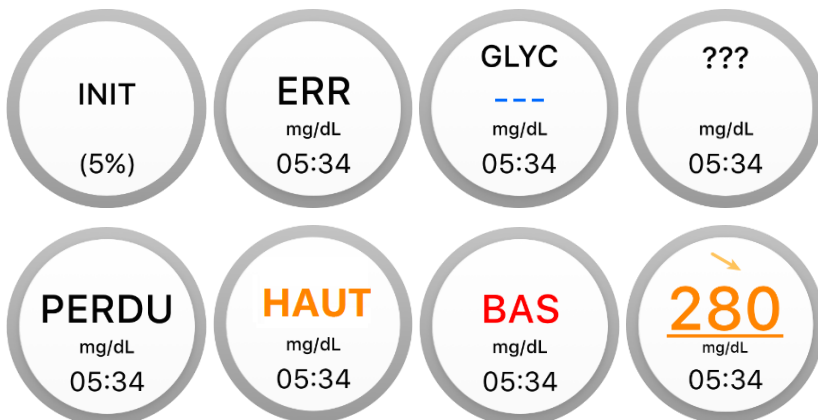 INIT
(5%)
ERR
mg/dL
05:34
GLYC
---
mg/dL
05:34
???
mg/dL
05:34
PERDU
mg/dL
05:34
HAUT
mg/dL
05:34
BAS
mg/dL
05:34
280
mg/dL
05:34